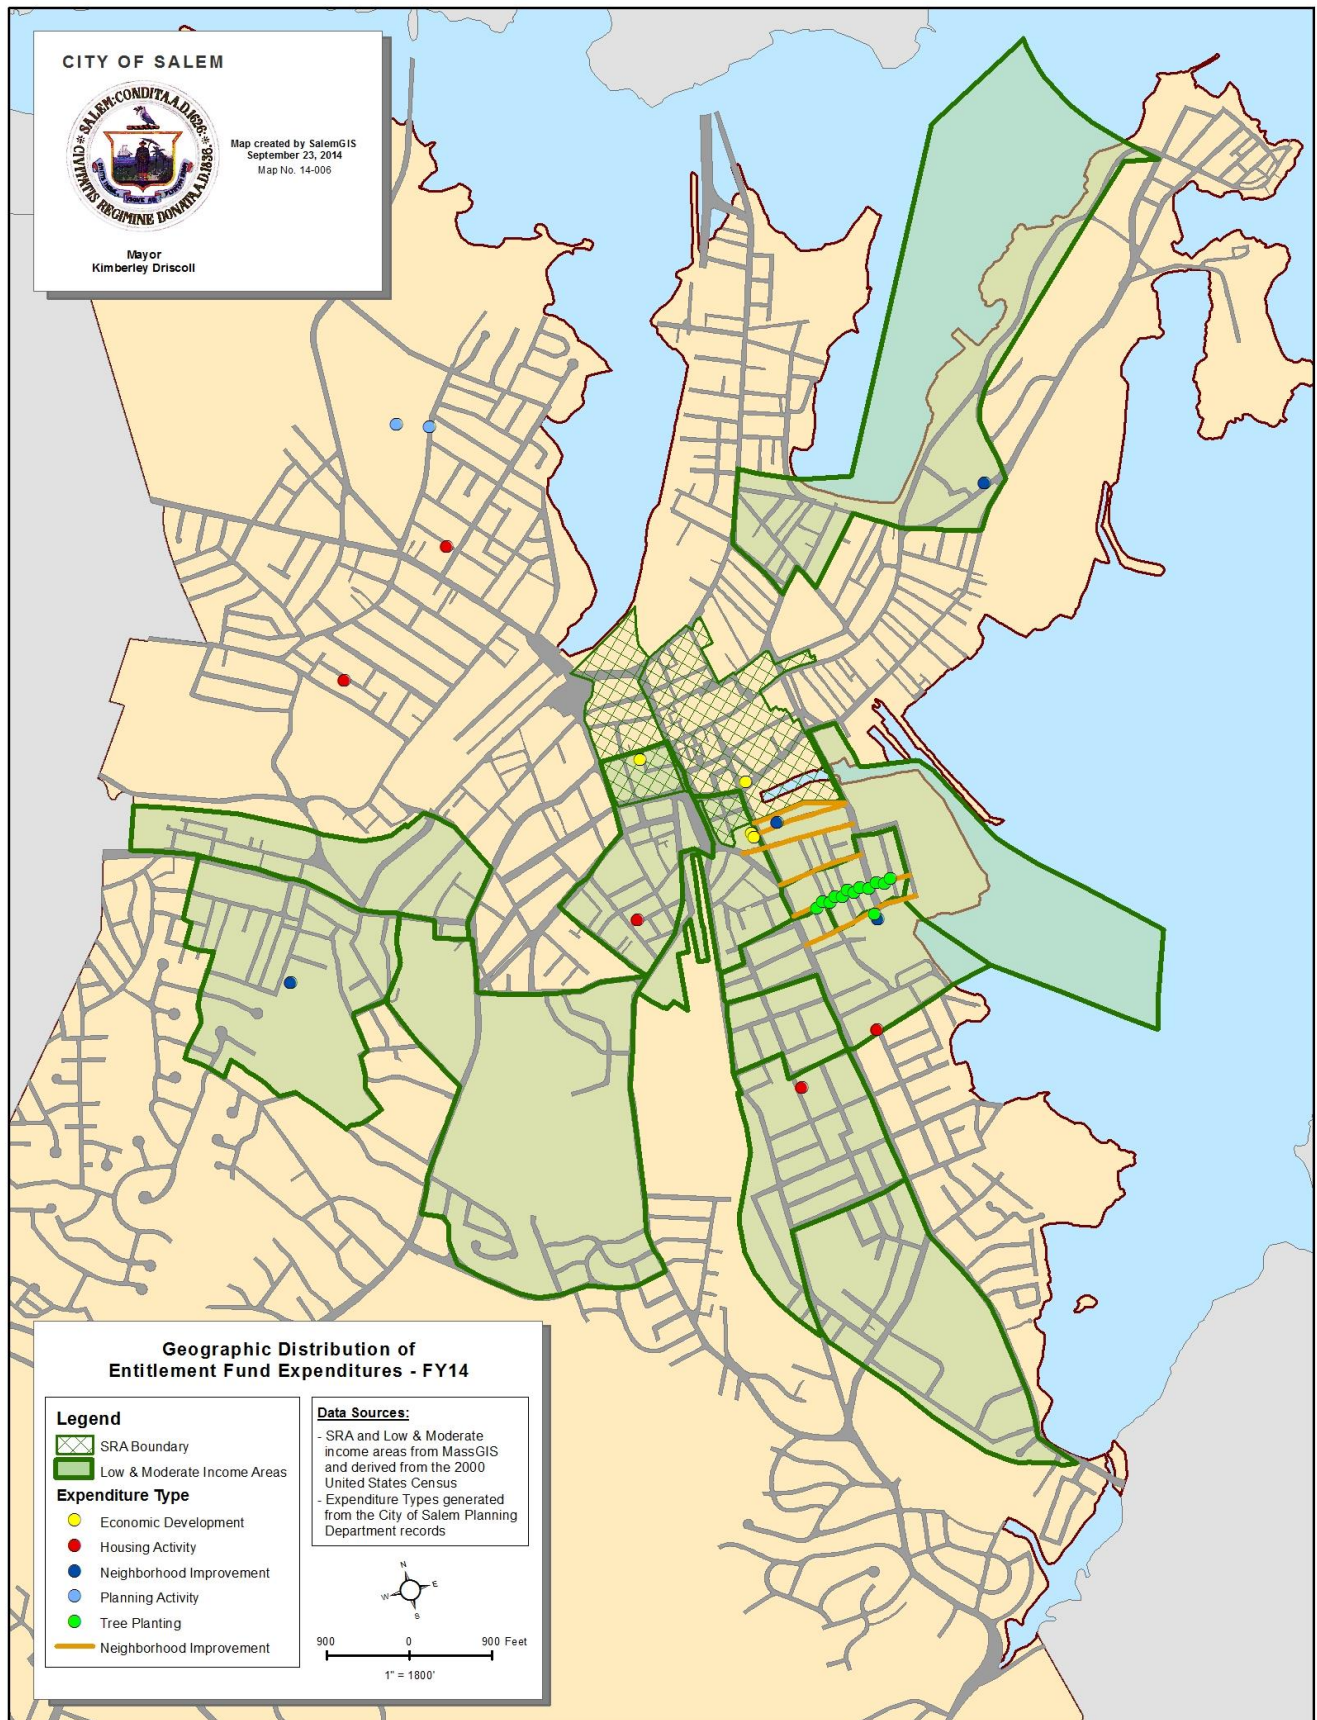 CITY OF SALEM
SALEM:CONDITA A.D.1626:
CIVITATIS REGIMINE DONATA, A.D. 1836.
Map created by SalemGIS
September 23, 2014
Map No. 14-006
Mayor
Kimberley Driscoll
Geographic Distribution of
Entitlement Fund Expenditures - FY14
Legend
SRA Boundary
Low & Moderate Income Areas
Expenditure Type
Economic Development
Housing Activity
Neighborhood Improvement
Planning Activity
Tree Planting
Neighborhood Improvement
Data Sources:
- SRA and Low & Moderate
income areas from MassGIS
and derived from the 2000
United States Census
- Expenditure Types generated
from the City of Salem Planning
Department records
N
E
W
S
900 0 900 Feet
1" = 1800'